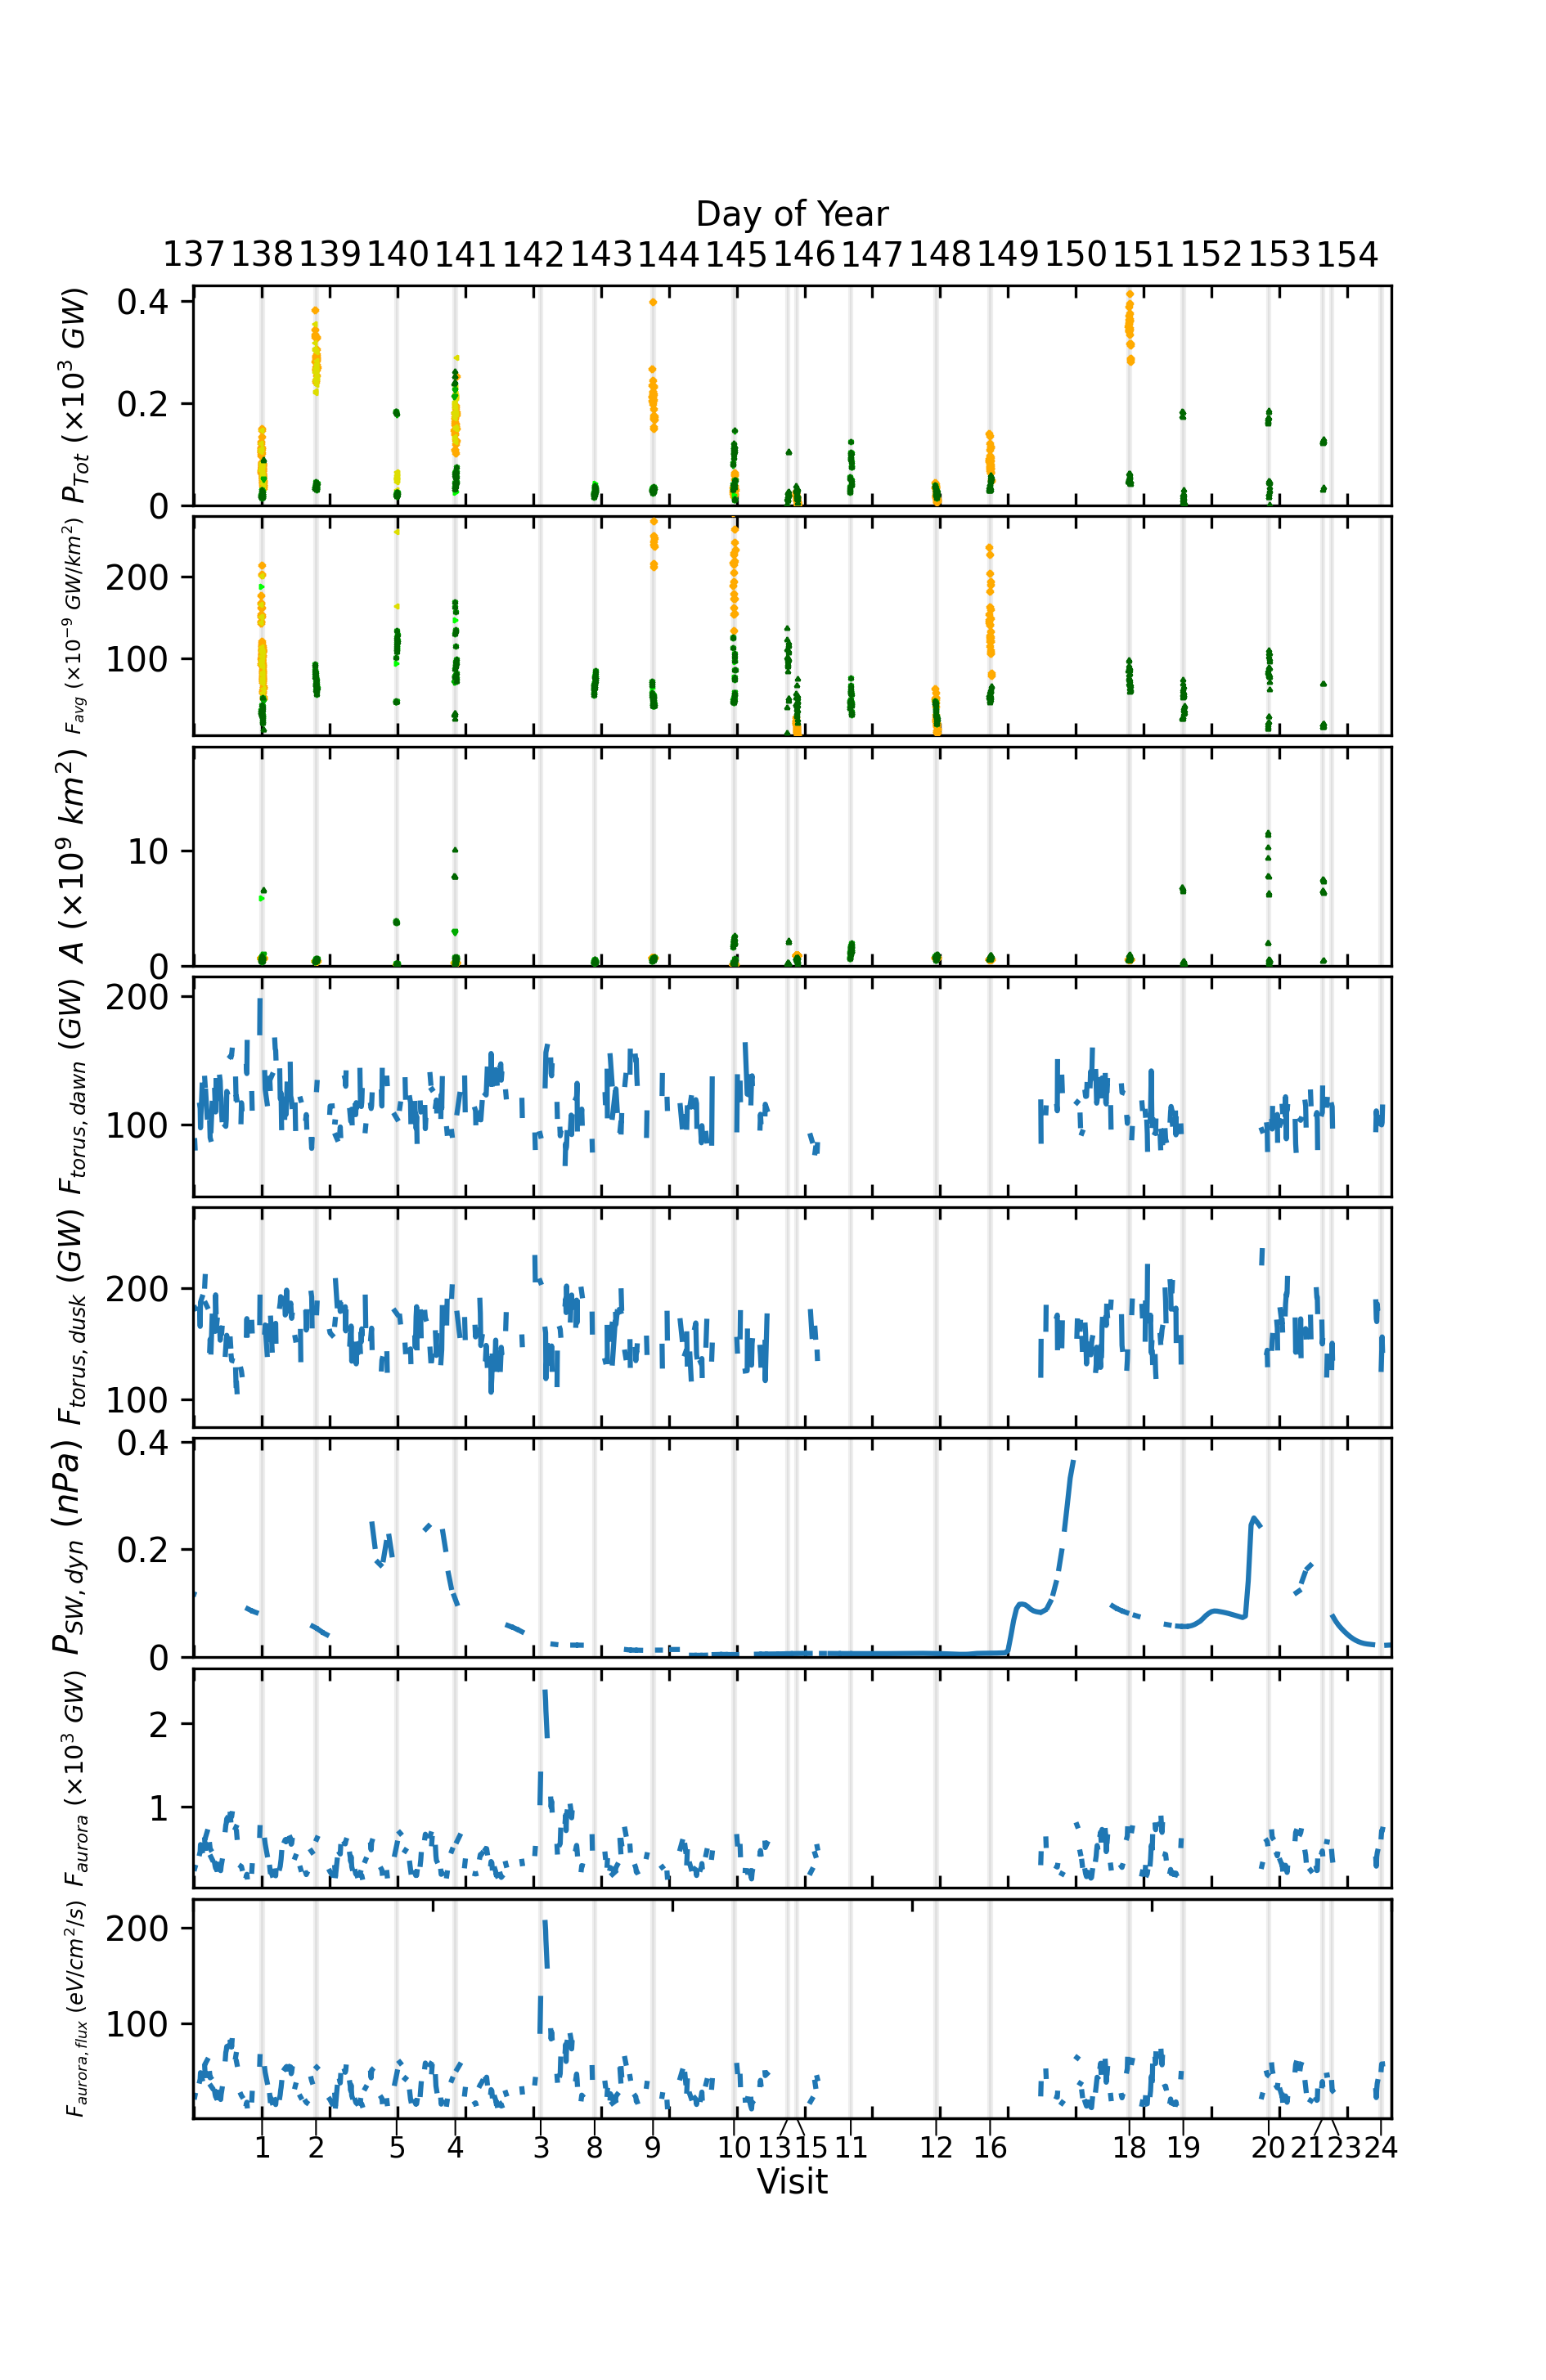 Day of Year
137 138 139 140 141 142 143 144 145 146 147 148 149 150 151 152 153 154
P_Tot (×10^3 GW)
0.4
0.2
0
F_avg (×10^−9 GW/km^2)
200
100
A (×10^9 km^2)
10
0
F_torus, dawn (GW)
200
100
F_torus, dusk (GW)
200
100
P_SW, dyn (nPa)
0.4
0.2
0
F_aurora (×10^3 GW)
2
1
F_aurora, flux (eV/cm^2/s)
200
100
1 2 5 4 3 8 9 10 13 15 11 12 16 18 19 20 21 23 24
Visit